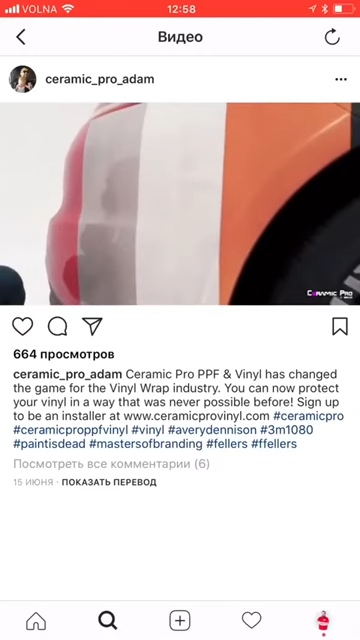 VOLNA
12:58
Видео
ceramic_pro_adam
Ceramic Pro
664 просмотров
ceramic_pro_adam Ceramic Pro PPF & Vinyl has changed
the game for the Vinyl Wrap industry. You can now protect
your vinyl in a way that was never possible before! Sign up
to be an installer at www.ceramicprovinyl.com #ceramicpro
#ceramicproppfvinyl #vinyl #averydennison #3m1080
#paintisdead #mastersofbranding #fellers #ffellers
Посмотреть все комментарии (6)
15 ИЮНЯ · ПОКАЗАТЬ ПЕРЕВОД